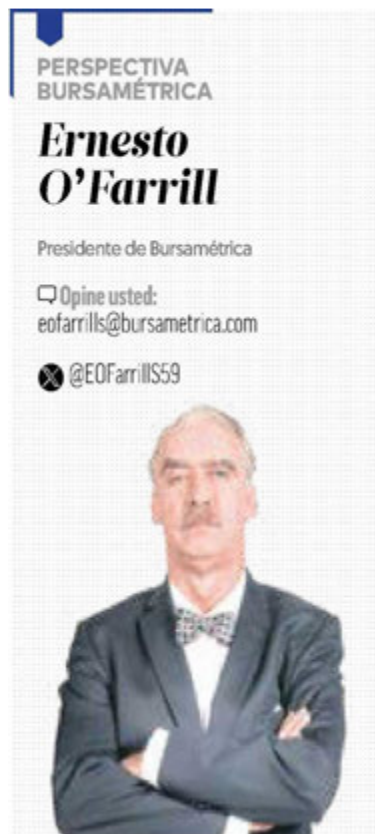 PERSPECTIVA
BURSAMÉTRICA
Ernesto
O'Farrill
Presidente de Bursamétrica
Opine usted:
eofarrills@bursametrica.com
@EOFarrillS59